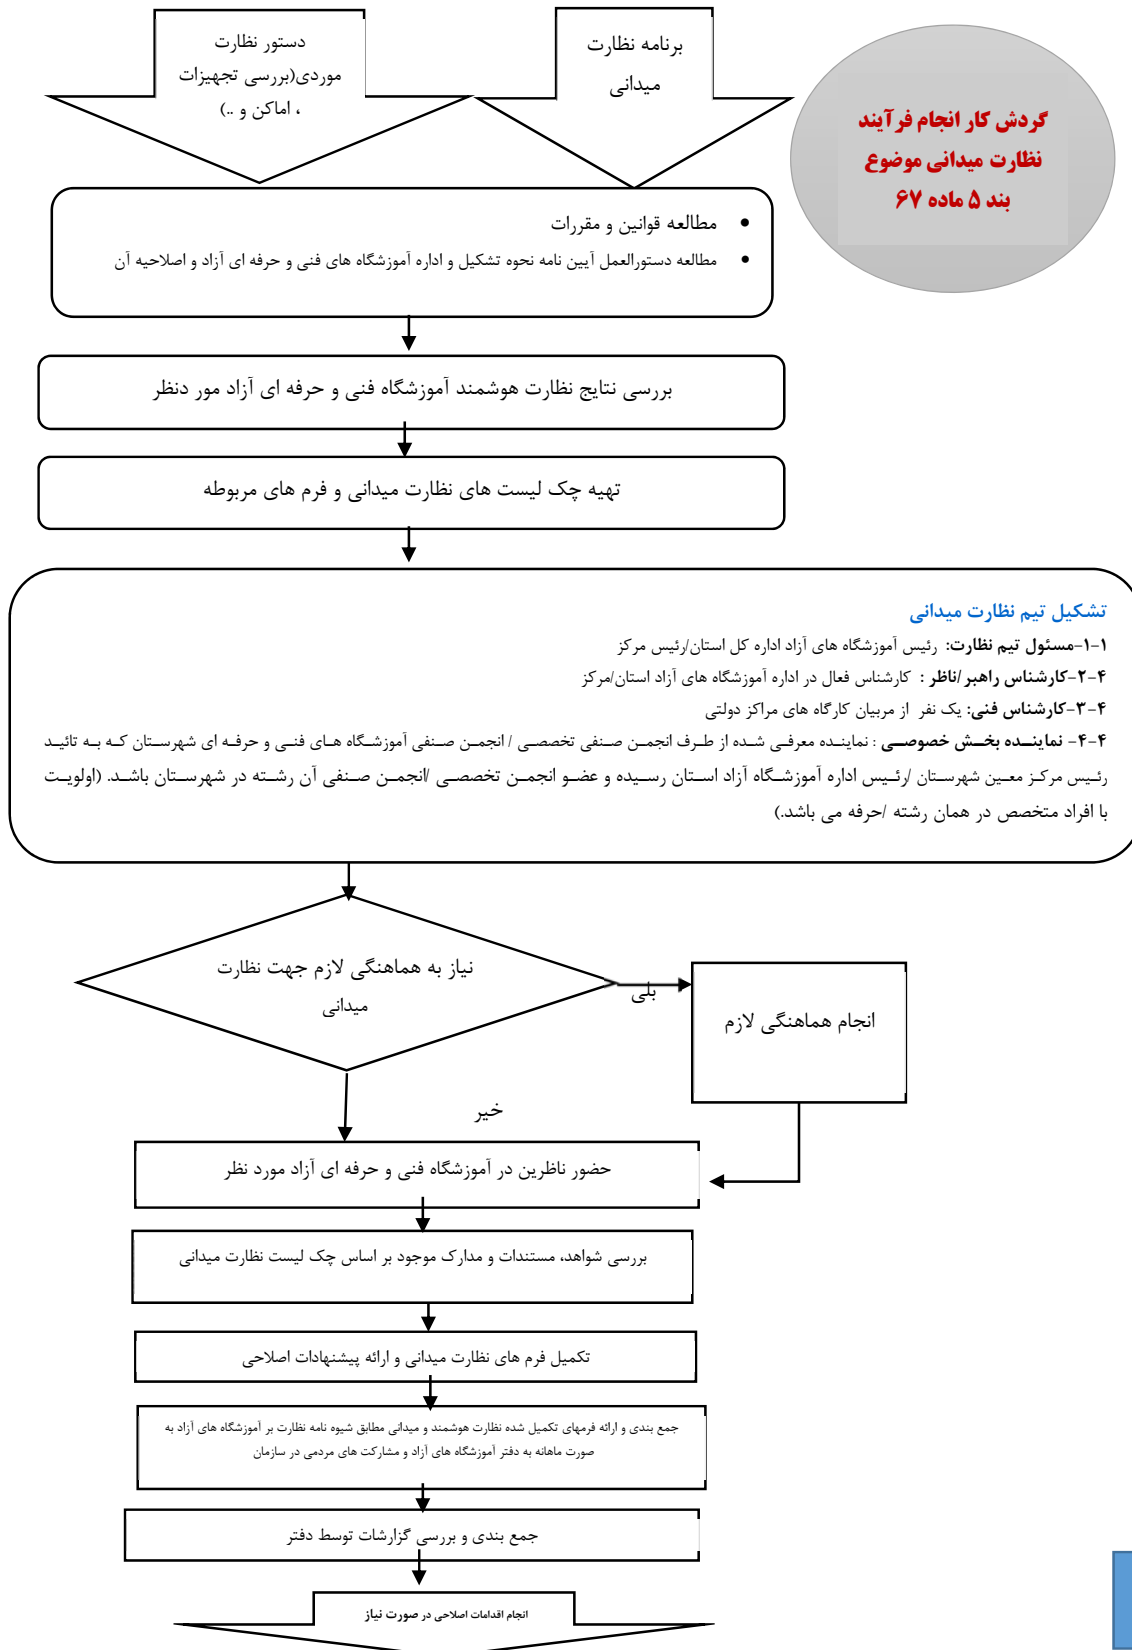 گردش کار انجام فرآیند
نظارت میدانی موضوع
بند ۵ ماده ۶۷
برنامه نظارت
میدانی
دستور نظارت
موردی(بررسی تجهیزات
، اماکن و ..)
• مطالعه قوانین و مقررات
• مطالعه دستورالعمل آیین نامه نحوه تشکیل و اداره آموزشگاه های فنی و حرفه ای آزاد و اصلاحیه آن
بررسی نتایج نظارت هوشمند آموزشگاه فنی و حرفه ای آزاد مور دنظر
تهیه چک لیست های نظارت میدانی و فرم های مربوطه
تشکیل تیم نظارت میدانی
۱-۱-مسئول تیم نظارت: رئیس آموزشگاه های آزاد اداره کل استان/رئیس مرکز
۴-۲-کارشناس راهبر/ناظر : کارشناس فعال در اداره آموزشگاه های آزاد استان/مرکز
۴-۳-کارشناس فنی: یک نفر از مربیان کارگاه های مراکز دولتی
۴-۴- نماینده بخش خصوصی : نماینده معرفی شده از طرف انجمن صنفی تخصصی / انجمن صنفی آموزشگاه های فنی و حرفه ای شهرستان که به تائید
رئیس مرکز معین شهرستان /رئیس اداره آموزشگاه آزاد استان رسیده و عضو انجمن تخصصی /انجمن صنفی آن رشته در شهرستان باشد. (اولویت
با افراد متخصص در همان رشته /حرفه می باشد.)
نیاز به هماهنگی لازم جهت نظارت
میدانی
بلی
انجام هماهنگی لازم
خیر
حضور ناظرین در آموزشگاه فنی و حرفه ای آزاد مورد نظر
بررسی شواهد، مستندات و مدارک موجود بر اساس چک لیست نظارت میدانی
تکمیل فرم های نظارت میدانی و ارائه پیشنهادات اصلاحی
جمع بندی و ارائه فرمهای تکمیل شده نظارت هوشمند و میدانی مطابق شیوه نامه نظارت بر آموزشگاه های آزاد به
صورت ماهانه به دفتر آموزشگاه های آزاد و مشارکت های مردمی در سازمان
جمع بندی و بررسی گزارشات توسط دفتر
انجام اقدامات اصلاحی در صورت نیاز